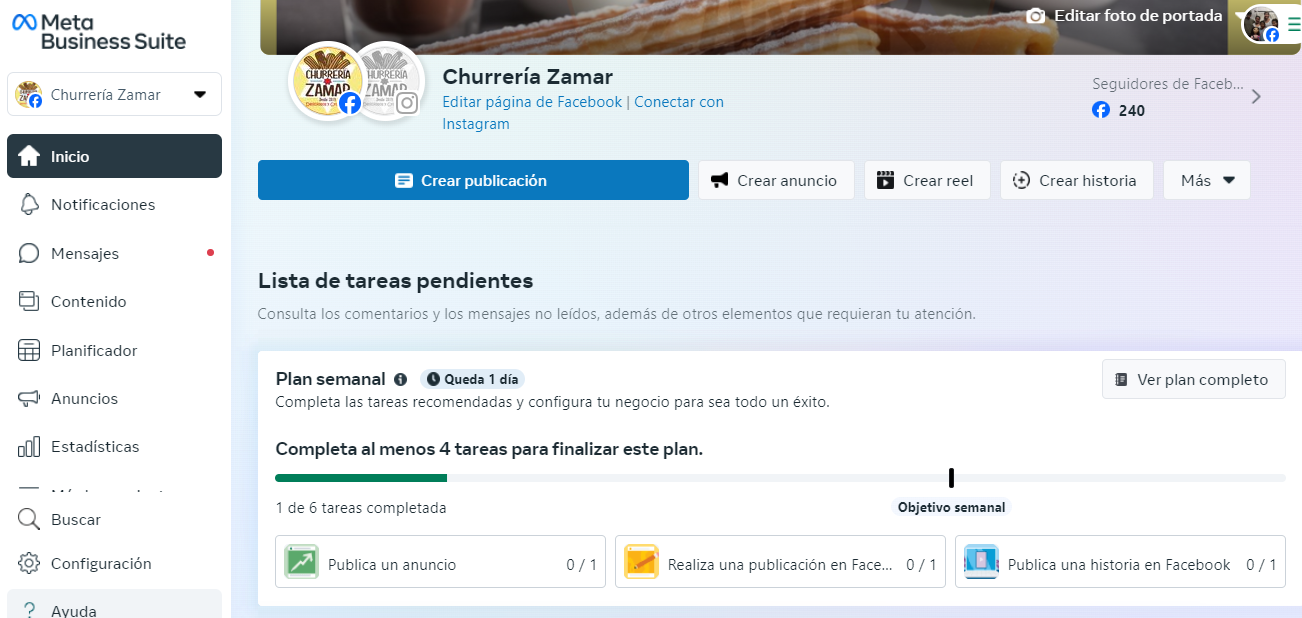 Meta
Business Suite
Churrería Zamar
Inicio
Notificaciones
Mensajes
Contenido
Planificador
Anuncios
Estadísticas
Buscar
Configuración
Ayuda
Editar foto de portada
CHURRERÍA
ZAMAR
Churrería Zamar
Editar página de Facebook | Conectar con
Instagram
Seguidores de Faceb...
240
Crear publicación
Crear anuncio
Crear reel
Crear historia
Más
Lista de tareas pendientes
Consulta los comentarios y los mensajes no leídos, además de otros elementos que requieran tu atención.
Plan semanal
Queda 1 día
Ver plan completo
Completa las tareas recomendadas y configura tu negocio para sea todo un éxito.
Completa al menos 4 tareas para finalizar este plan.
1 de 6 tareas completada
Objetivo semanal
Publica un anuncio 0 / 1
Realiza una publicación en Face... 0 / 1
Publica una historia en Facebook 0 / 1